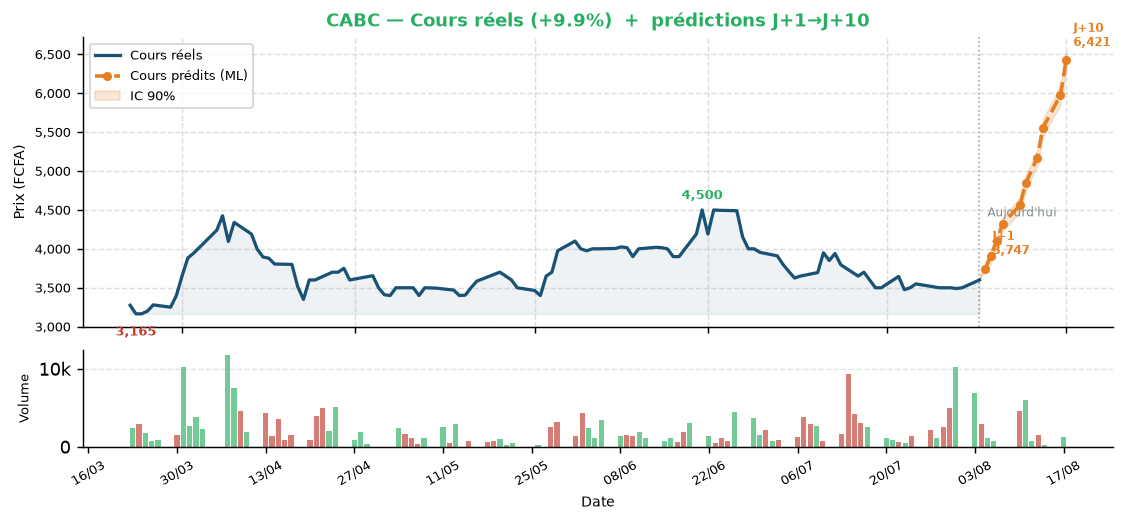 CABC — Cours réels (+9.9%)  +  prédictions J+1→J+10
J+10
6,421
Cours réels
Cours prédits (ML)
IC 90%
6,500
6,000
5,500
5,000
4,500
4,000
3,500
3,000
Prix (FCFA)
4,500
Aujourd'hui
J+1
3,747
3,165
10k
0
Volume
16/03
30/03
13/04
27/04
11/05
25/05
08/06
22/06
06/07
20/07
03/08
17/08
Date